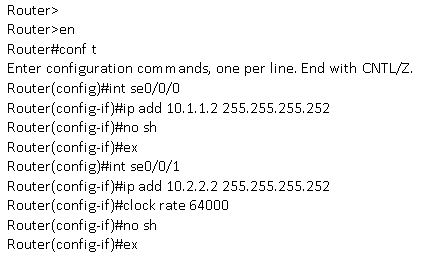 Router>
Router>en
Router#conf t
Enter configuration commands, one per line. End with CNTL/Z.
Router(config)#int se0/0/0
Router(config-if)#ip add 10.1.1.2 255.255.255.252
Router(config-if)#no sh
Router(config-if)#ex
Router(config)#int se0/0/1
Router(config-if)#ip add 10.2.2.2 255.255.255.252
Router(config-if)#clock rate 64000
Router(config-if)#no sh
Router(config-if)#ex